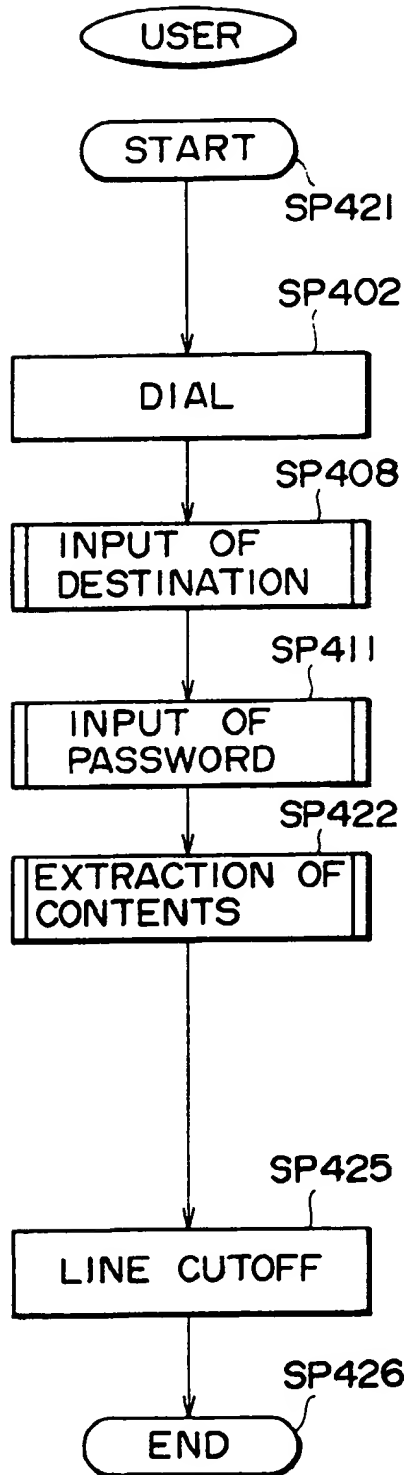 USER
START
SP421
SP402
DIAL
SP408
INPUT OF
DESTINATION
SP411
INPUT OF
PASSWORD
SP422
EXTRACTION OF
CONTENTS
SP425
LINE CUTOFF
SP426
END